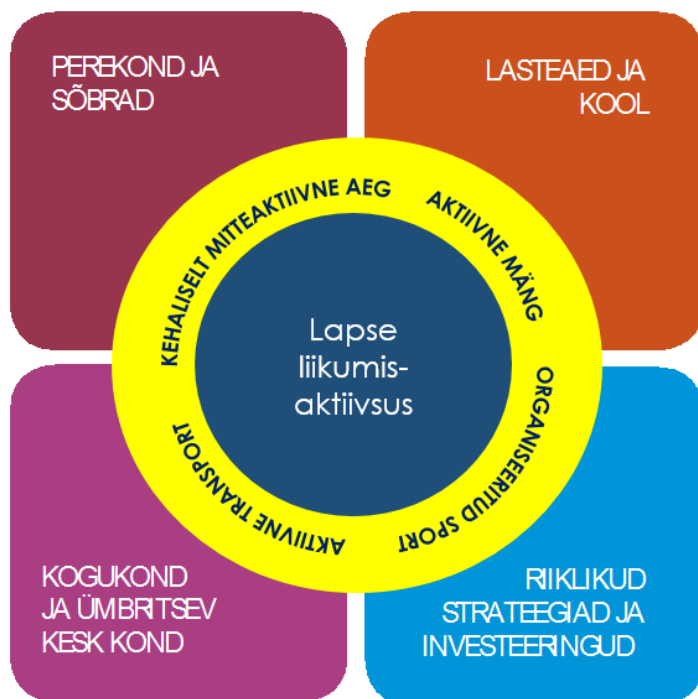 PEREKOND JA
SÕBRAD
LASTEAED JA
KOOL
KEHALISELT MITTEAKTIIVNE AEG
AKTIIVNE MÄNG
ORGANISEERITUD SPORT
AKTIIVNE TRANSPORT
Lapse
liikumis-
aktiivsus
KOGUKOND
JA ÜMBRITSEV
KESK KOND
RIIKLIKUD
STRATEEGIAD JA
INVESTEERINGUD